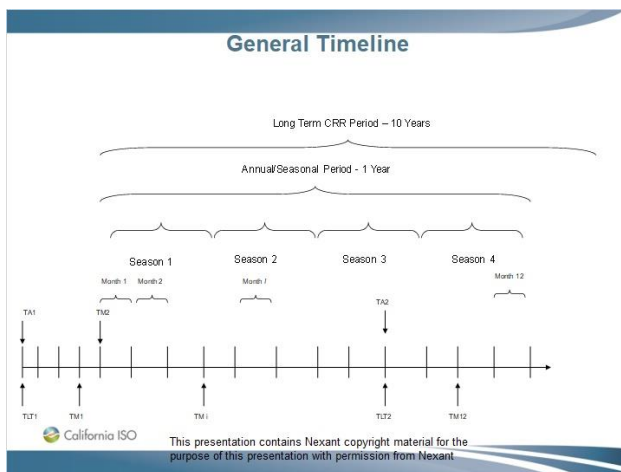 General Timeline
Long Term CRR Period – 10 Years
Annual/Seasonal Period - 1 Year
Season 1
Season 2
Season 3
Season 4
Month 1
Month 2
Month I
Month 12
TA1
TM2
TA2
TLT1
TM1
TM i
TLT2
TM12
California ISO
This presentation contains Nexant copyright material for the
purpose of this presentation with permission from Nexant